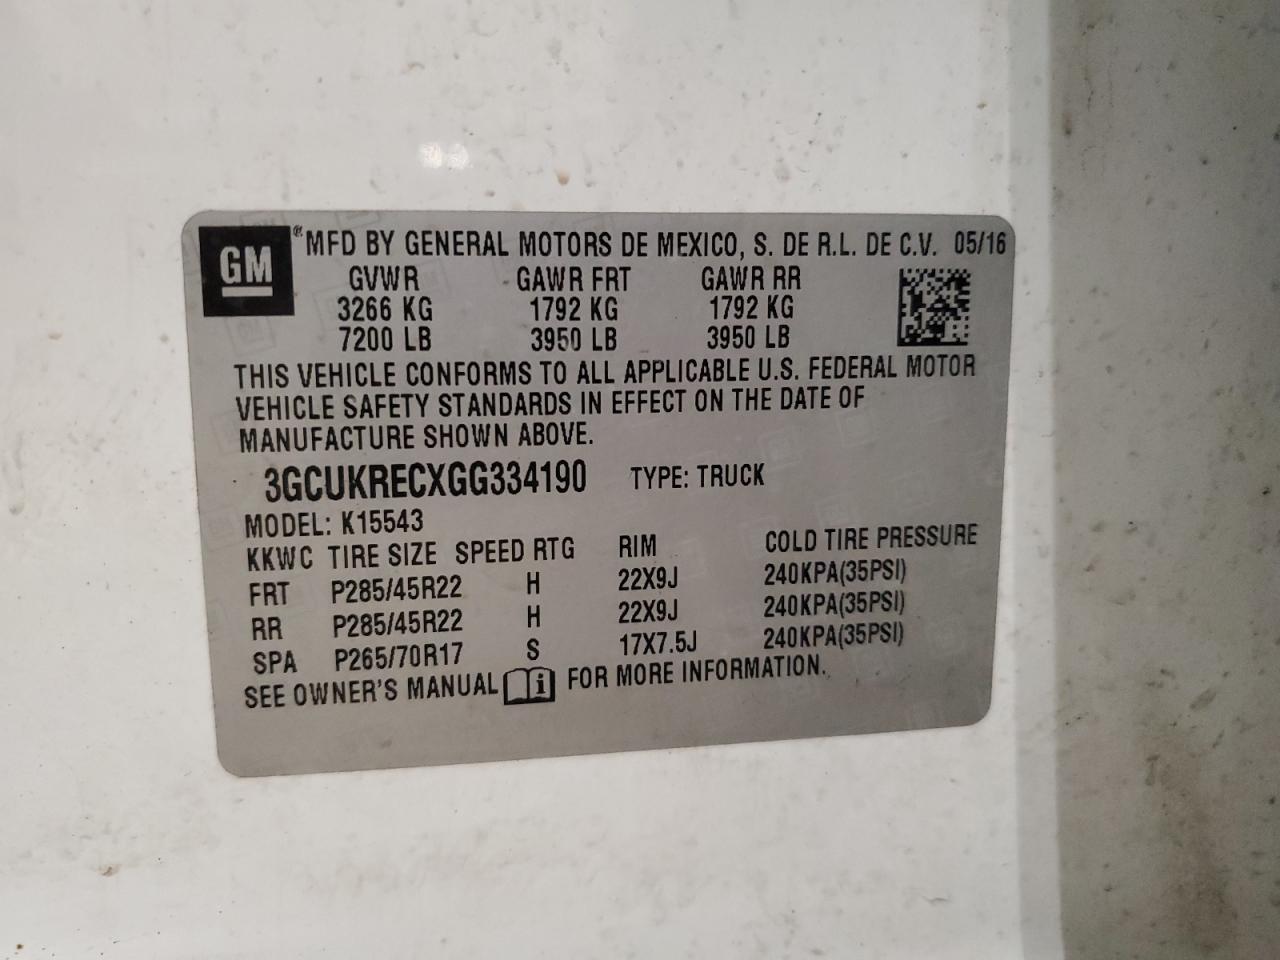 GM ® MFD BY GENERAL MOTORS DE MEXICO, S. DE R.L. DE C.V. 05/16
GVWR GAWR FRT GAWR RR
3266 KG 1792 KG 1792 KG
7200 LB 3950 LB 3950 LB
THIS VEHICLE CONFORMS TO ALL APPLICABLE U.S. FEDERAL MOTOR
VEHICLE SAFETY STANDARDS IN EFFECT ON THE DATE OF
MANUFACTURE SHOWN ABOVE.
3GCUKRECXGG334190 TYPE: TRUCK
MODEL: K15543
KKWC TIRE SIZE SPEED RTG RIM COLD TIRE PRESSURE
FRT P285/45R22 H 22X9J 240KPA(35PSI)
RR P285/45R22 H 22X9J 240KPA(35PSI)
SPA P265/70R17 S 17X7.5J 240KPA(35PSI)
SEE OWNER'S MANUAL i FOR MORE INFORMATION.